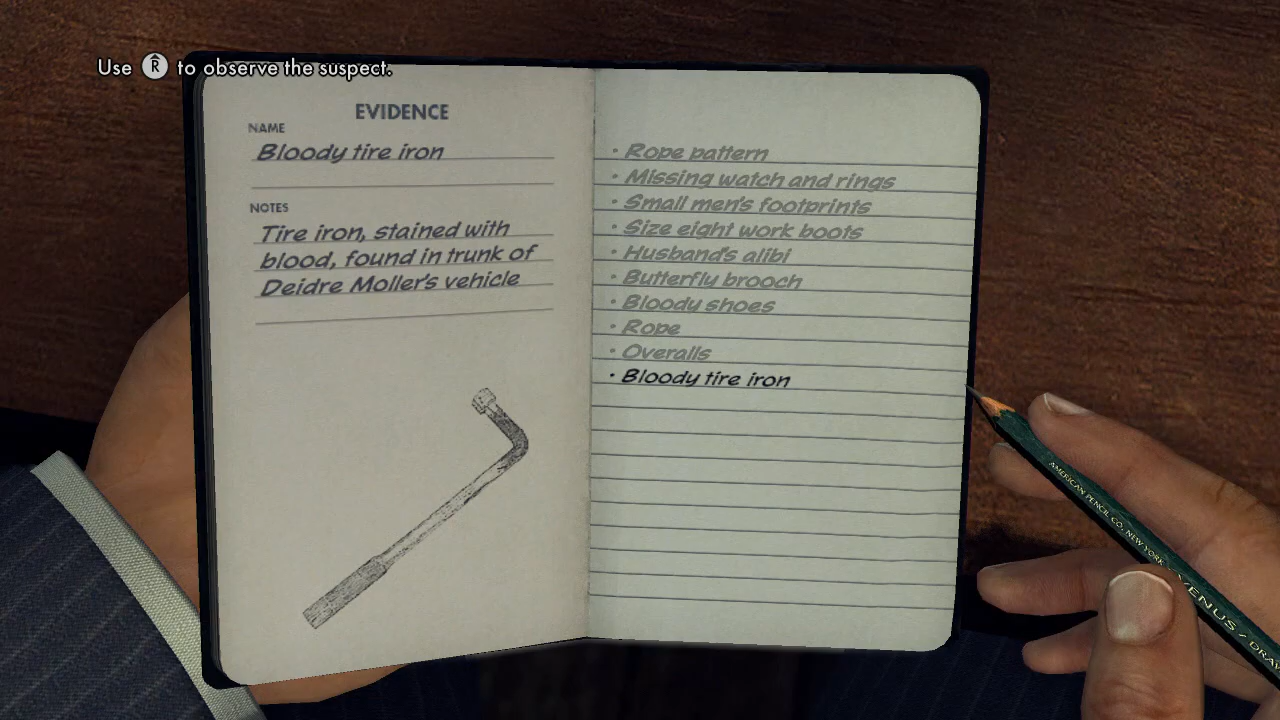 Use R to observe the suspect.
EVIDENCE
NAME
Bloody tire iron
NOTES
Tire iron, stained with
blood, found in trunk of
Deidre Moller's vehicle
• Rope pattern
• Missing watch and rings
• Small men's footprints
• Size eight work boots
• Husband's alibi
• Butterfly brooch
• Bloody shoes
• Rope
• Overalls
• Bloody tire iron
AMERICAN PENCIL CO. NEW YORK VENUS / DRAW